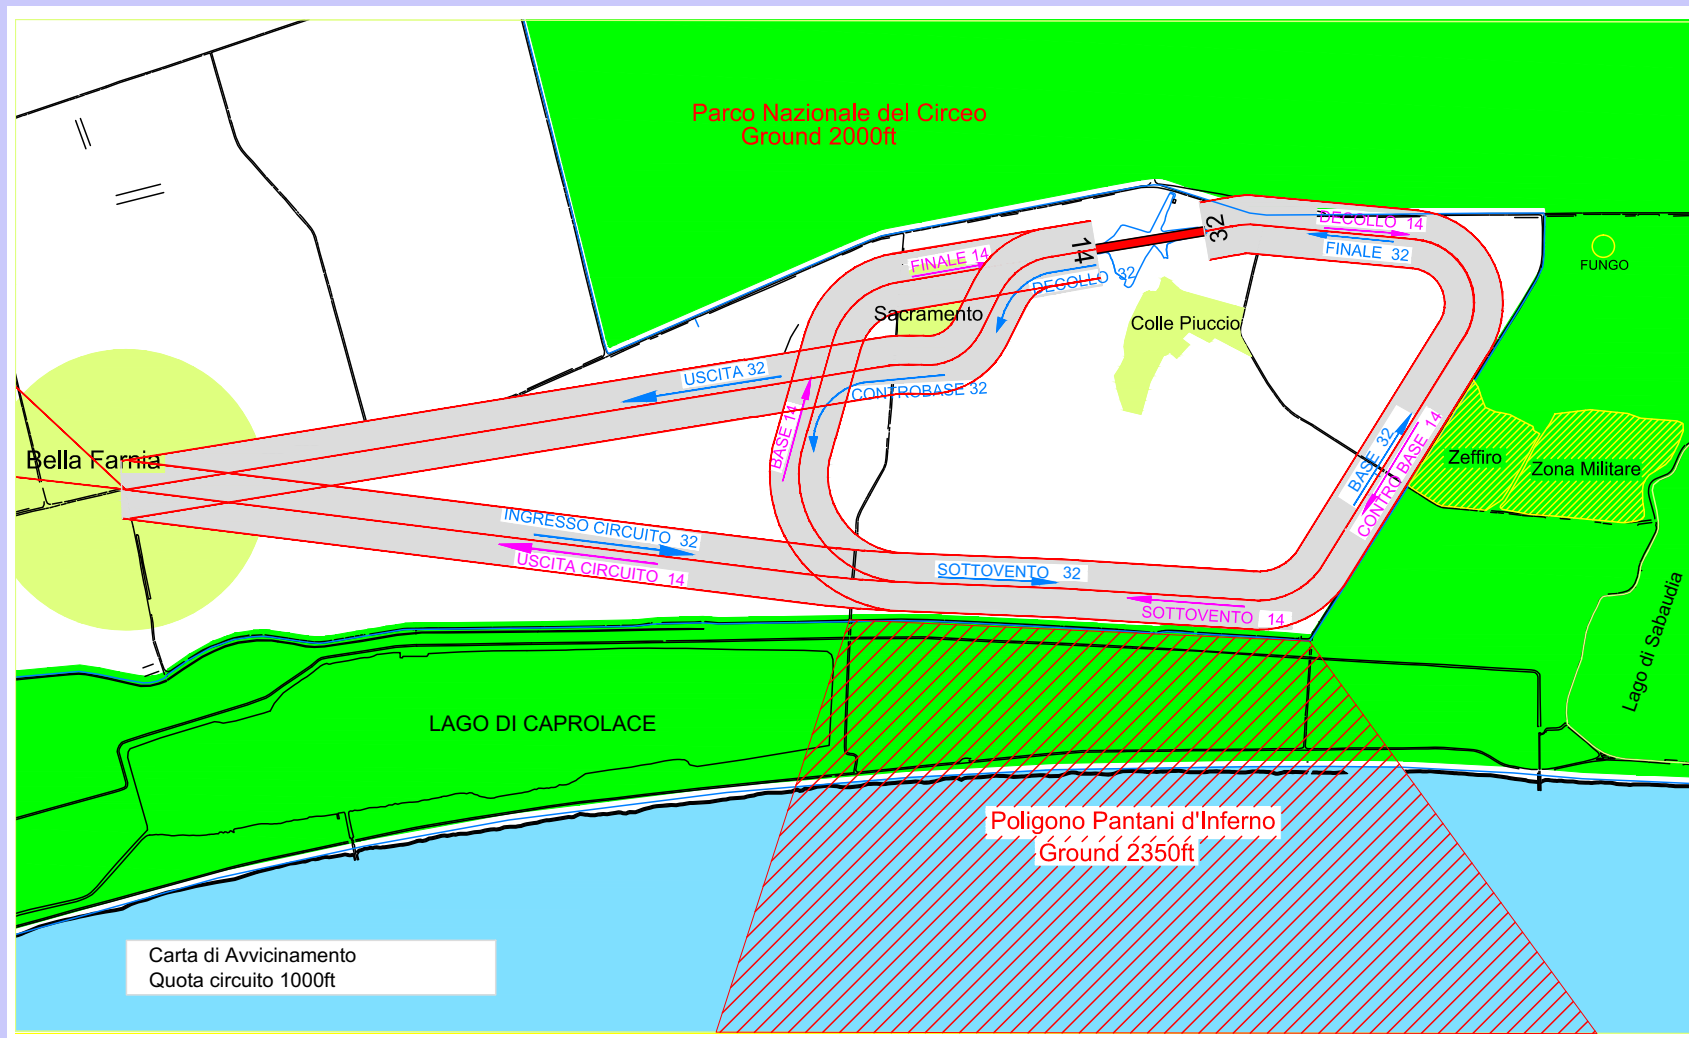 Parco Nazionale del Circeo
Ground 2000ft
DECOLLO 14
FINALE 32
32
14
FUNGO
FINALE 14
DECOLLO 32
Sacramento
Colle Piuccio
USCITA 32
CONTROBASE 32
BASE 14
BASE 32
CONTRO BASE 14
Bella Farnia
Zeffiro
Zona Militare
INGRESSO CIRCUITO 32
USCITA CIRCUITO 14
SOTTOVENTO 32
SOTTOVENTO 14
Lago di Sabaudia
LAGO DI CAPROLACE
Poligono Pantani d'Inferno
Ground 2350ft
Carta di Avvicinamento
Quota circuito 1000ft